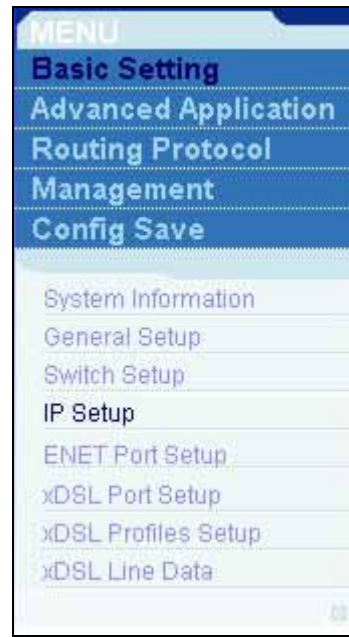 MENU
Basic Setting
Advanced Application
Routing Protocol
Management
Config Save
System Information
General Setup
Switch Setup
IP Setup
ENET Port Setup
xDSL Port Setup
xDSL Profiles Setup
xDSL Line Data